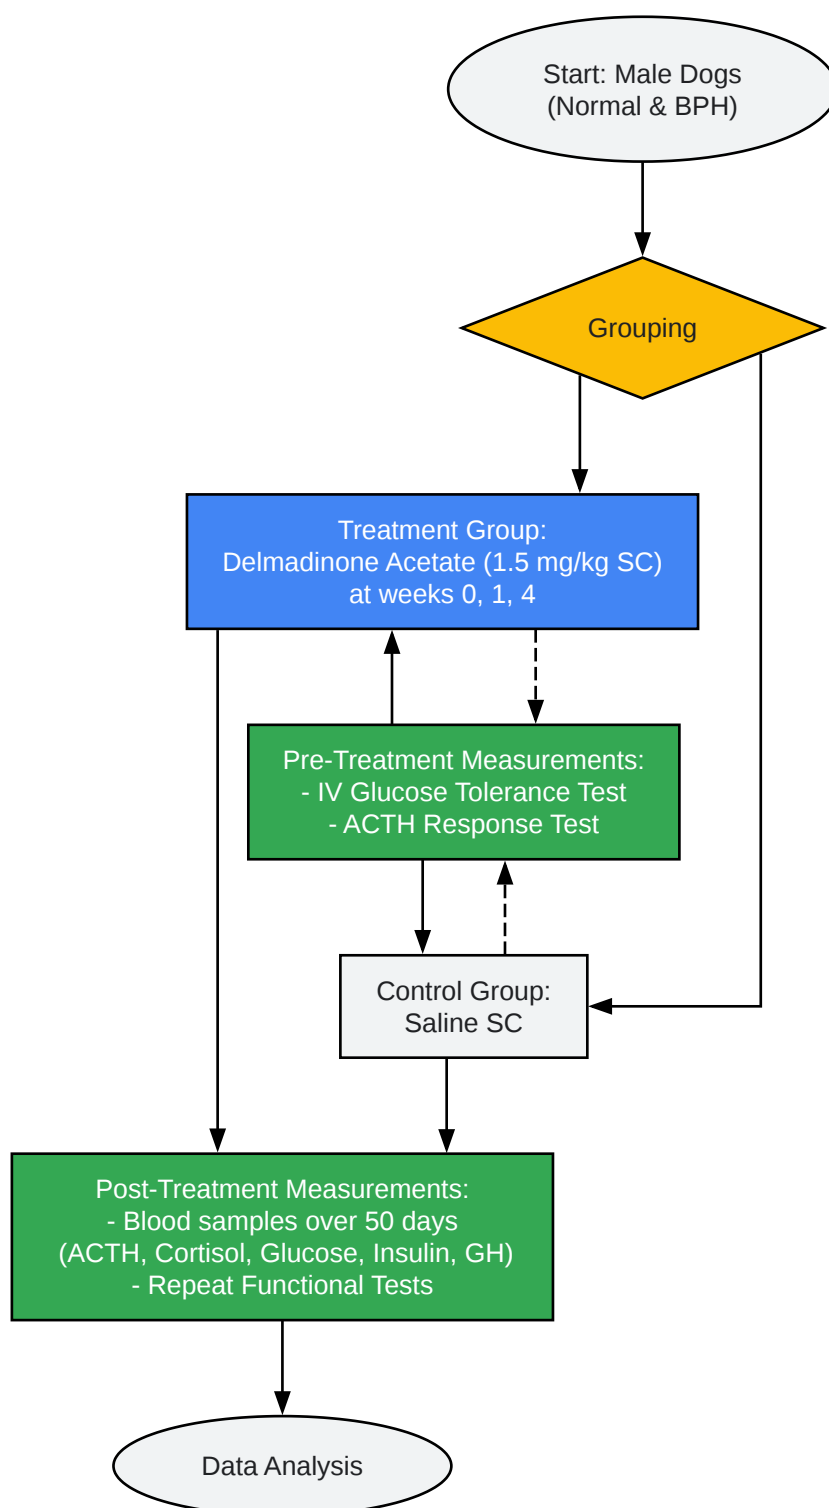 Start: Male Dogs
(Normal & BPH)
Grouping
Treatment Group:
Delmadinone Acetate (1.5 mg/kg SC)
at weeks 0, 1, 4
Pre-Treatment Measurements:
- IV Glucose Tolerance Test
- ACTH Response Test
Control Group:
Saline SC
Post-Treatment Measurements:
- Blood samples over 50 days
(ACTH, Cortisol, Glucose, Insulin, GH)
- Repeat Functional Tests
Data Analysis